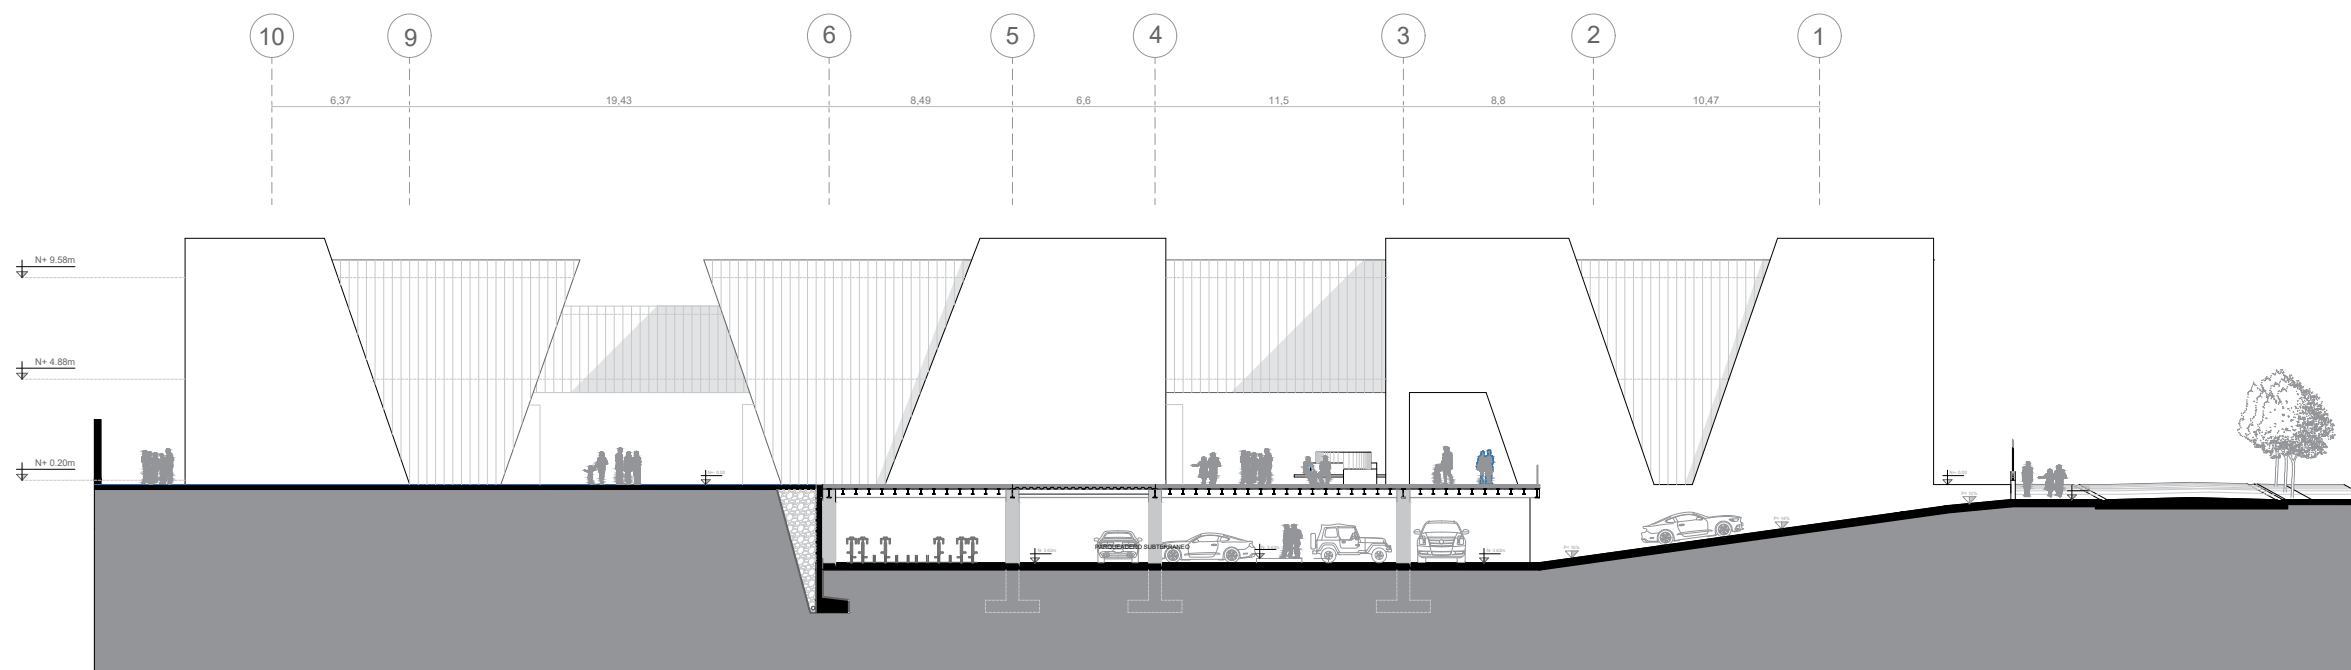 10 9 6 5 4 3 2 1
6,37 19,43 8,49 6,6 11,5 8,8 10,47
N+ 9.58m
N+ 4.88m
N+ 0.20m
PARQUEADERO SUBTERRANEO